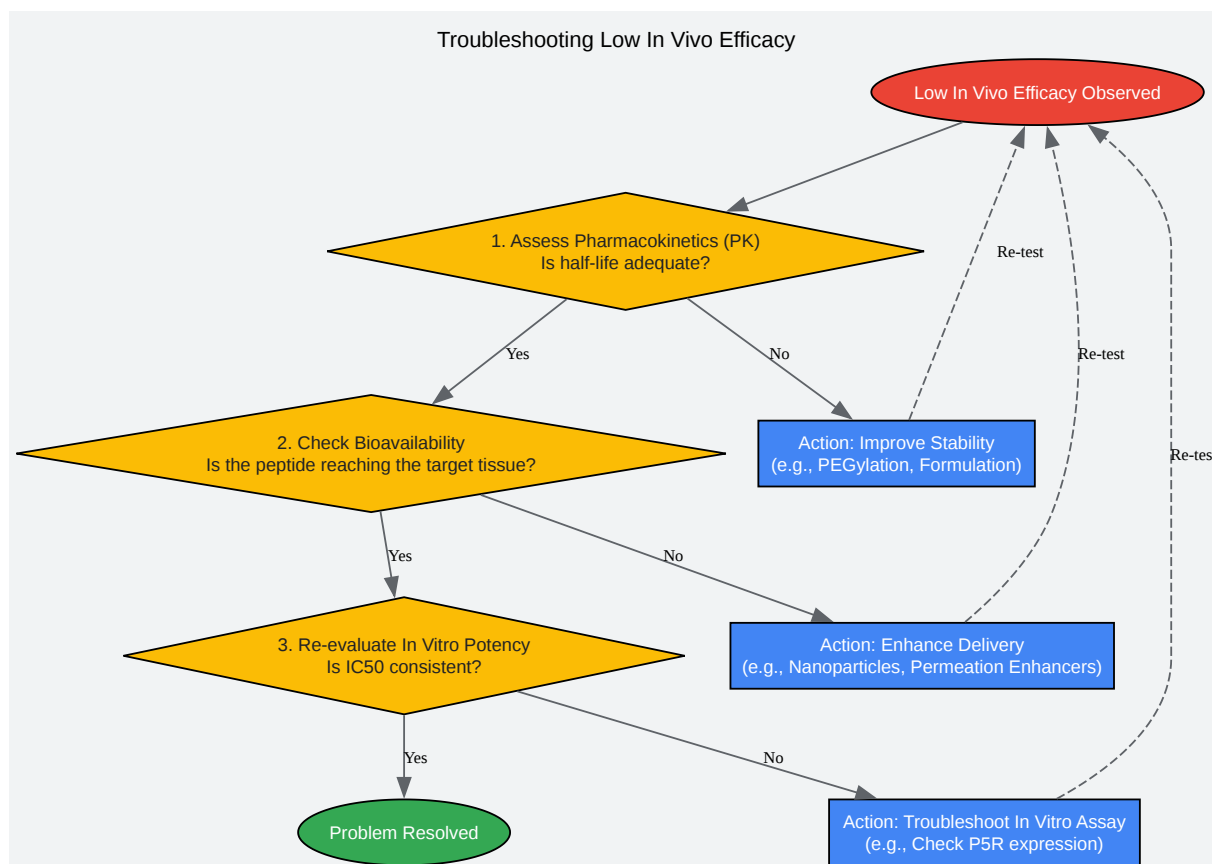 Troubleshooting Low In Vivo Efficacy
Low In Vivo Efficacy Observed
1. Assess Pharmacokinetics (PK)
Is half-life adequate?
Re-test
Yes
No
Re-test
2. Check Bioavailability
Is the peptide reaching the target tissue?
Action: Improve Stability
(e.g., PEGylation, Formulation)
Re-tes
Yes
No
3. Re-evaluate In Vitro Potency
Is IC50 consistent?
Action: Enhance Delivery
(e.g., Nanoparticles, Permeation Enhancers)
Yes
No
Problem Resolved
Action: Troubleshoot In Vitro Assay
(e.g., Check P5R expression)